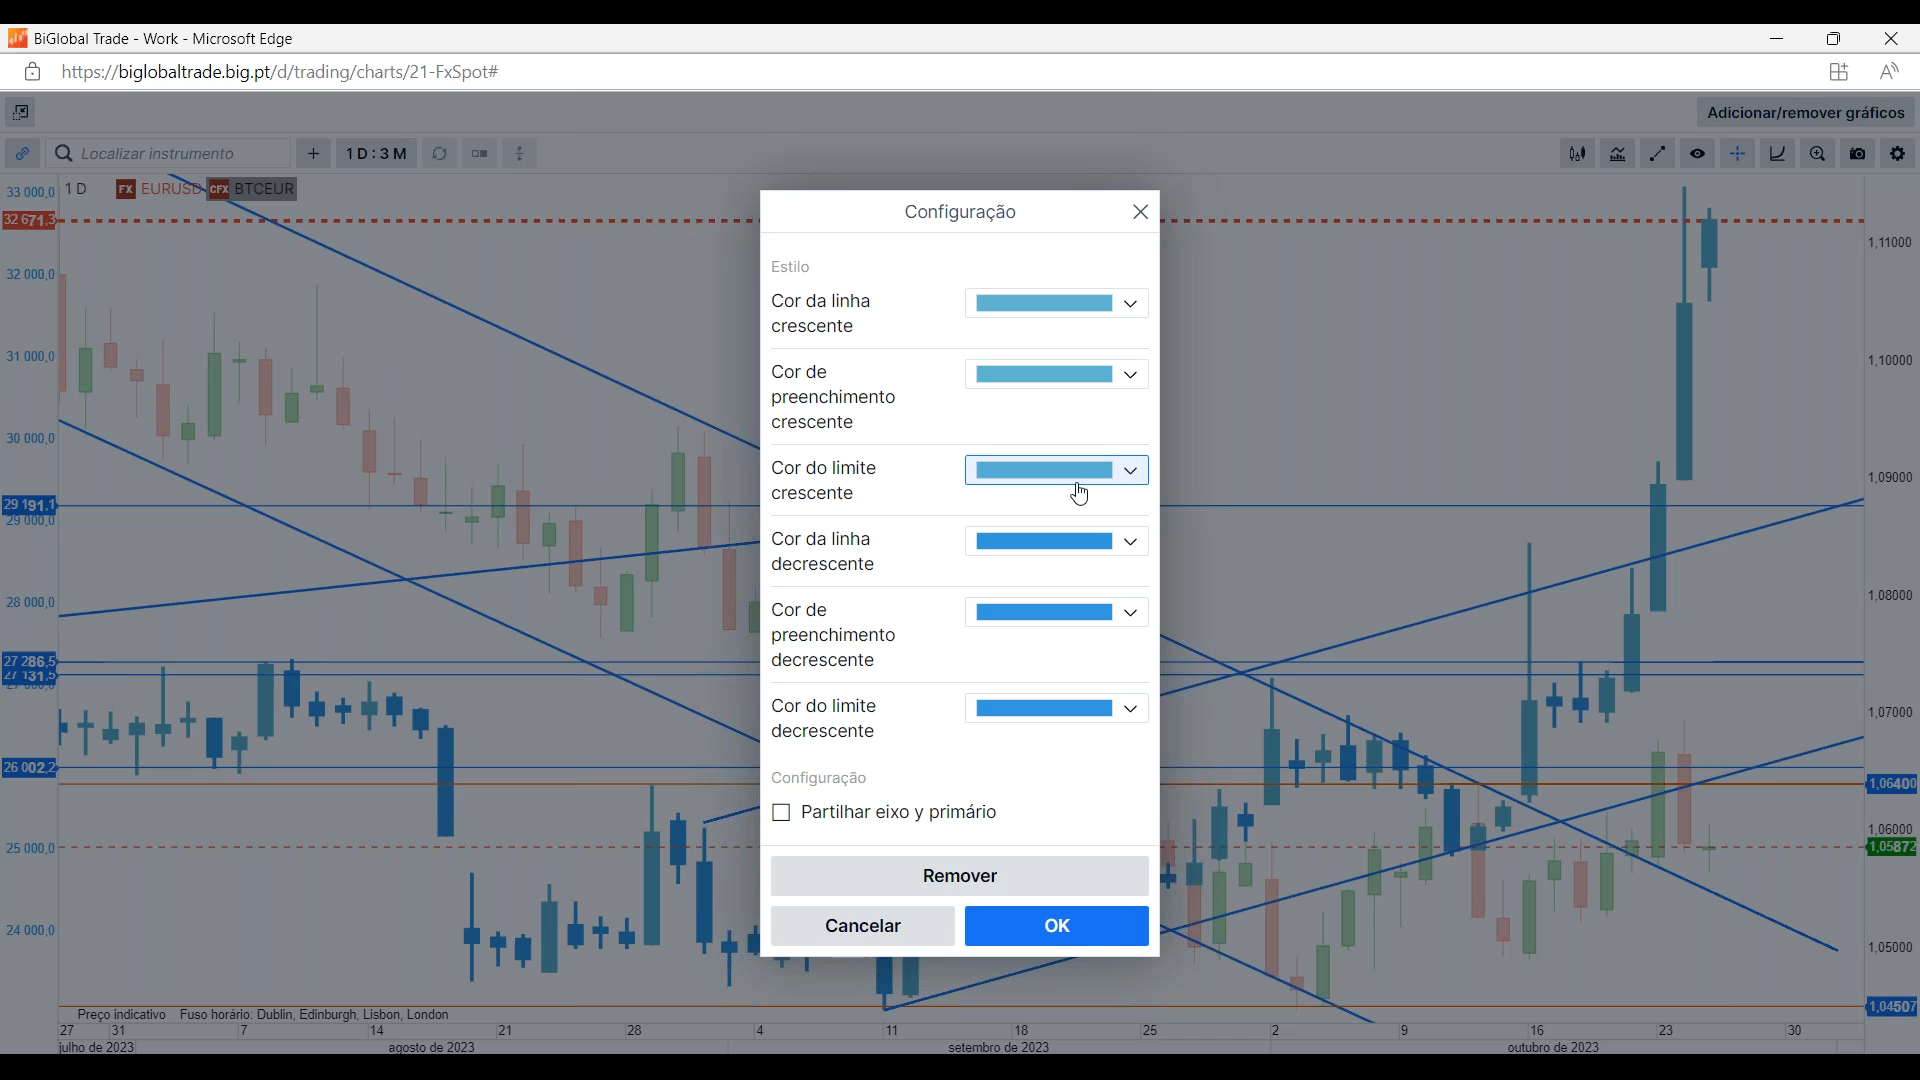 BiGlobal Trade - Work - Microsoft Edge
https://biglobaltrade.big.pt/d/trading/charts/21-FxSpot#
Adicionar/remover gráficos
Localizar instrumento
1 D : 3 M
1 D FX EURUSD CFX BTCEUR
33 000,0
32 671,3
32 000,0
31 000,0
30 000,0
29 191,1
29 000,0
28 000,0
27 286,5
27 131,5
26 002,2
25 000,0
24 000,0
Configuração
Estilo
Cor da linha
crescente
Cor de
preenchimento
crescente
Cor do limite
crescente
Cor da linha
decrescente
Cor de
preenchimento
decrescente
Cor do limite
decrescente
Configuração
Partilhar eixo y primário
Remover
Cancelar
OK
1,11000
1,10000
1,09000
1,08000
1,07000
1,06400
1,06000
1,05872
1,05000
1,04507
Preço indicativo Fuso horário: Dublin, Edinburgh, Lisbon, London
27 31 7 14 21 28 4 11 18 25 2 9 16 23 30
julho de 2023 agosto de 2023 setembro de 2023 outubro de 2023